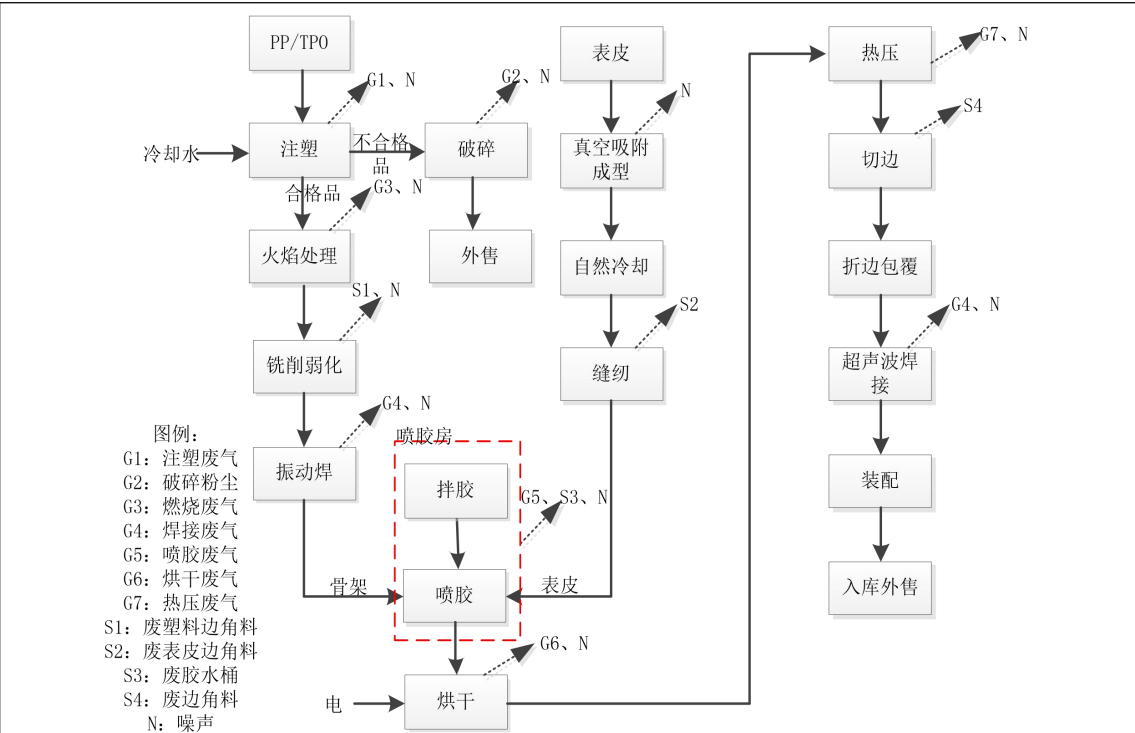 PP/TPO
G1、N
冷却水
注塑
不合格
品
合格品
G2、N
破碎
外售
G3、N
火焰处理
S1、N
铣削弱化
G4、N
振动焊
骨架
表皮
N
真空吸附
成型
自然冷却
S2
缝纫
表皮
喷胶房
拌胶
G5、S3、N
喷胶
G6、N
电
烘干
热压
G7、N
S4
切边
折边包覆
G4、N
超声波焊
接
装配
入库外售
图例:
G1: 注塑废气
G2: 破碎粉尘
G3: 燃烧废气
G4: 焊接废气
G5: 喷胶废气
G6: 烘干废气
G7: 热压废气
S1: 废塑料边角料
S2: 废表皮边角料
S3: 废胶水桶
S4: 废边角料
N: 噪声